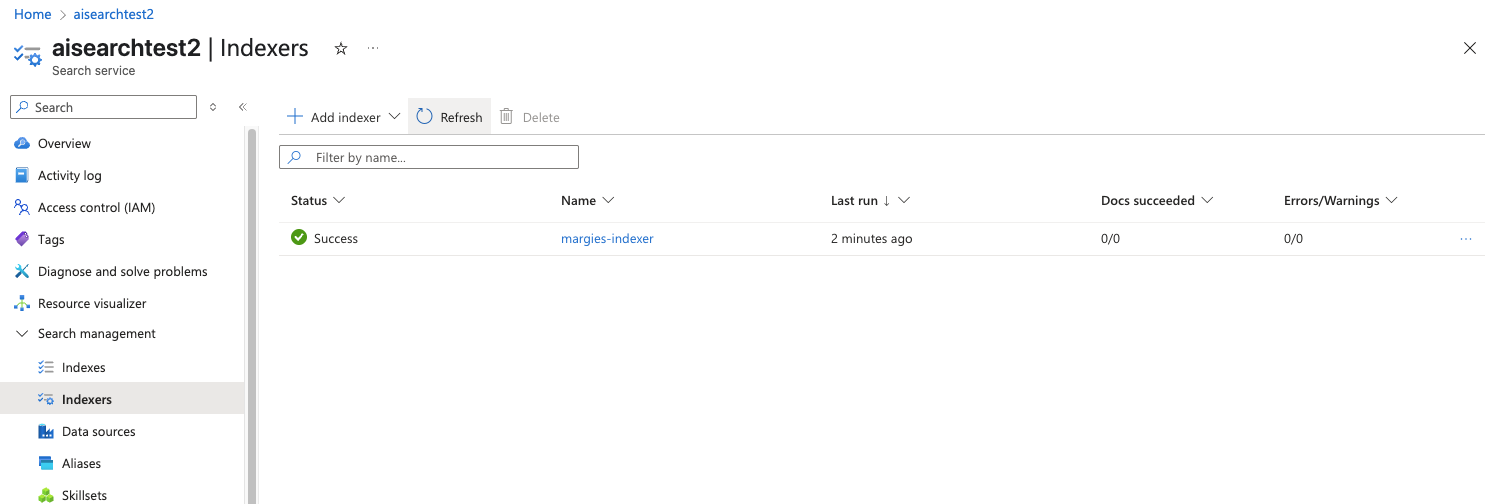 Home > aisearchtest2
aisearchtest2 | Indexers
Search service
Search
Overview
Activity log
Access control (IAM)
Tags
Diagnose and solve problems
Resource visualizer
Search management
Indexes
Indexers
Data sources
Aliases
Skillsets
Add indexer
Refresh
Delete
Filter by name...
Status Name Last run ↓ Docs succeeded Errors/Warnings
Success margies-indexer 2 minutes ago 0/0 0/0